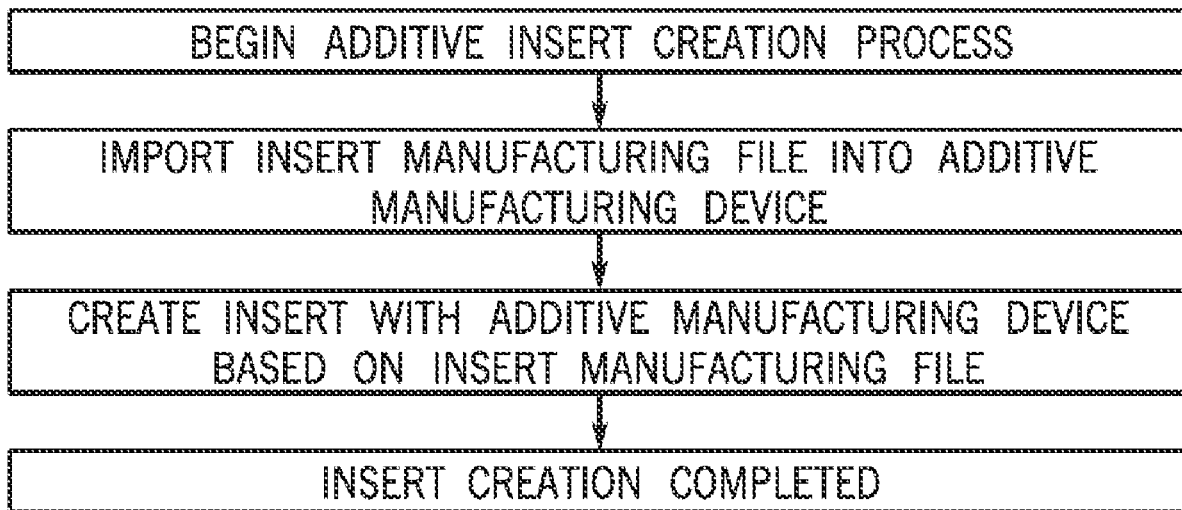 BEGIN ADDITIVE INSERT CREATION PROCESS
IMPORT INSERT MANUFACTURING FILE INTO ADDITIVE
MANUFACTURING DEVICE
CREATE INSERT WITH ADDITIVE MANUFACTURING DEVICE
BASED ON INSERT MANUFACTURING FILE
INSERT CREATION COMPLETED